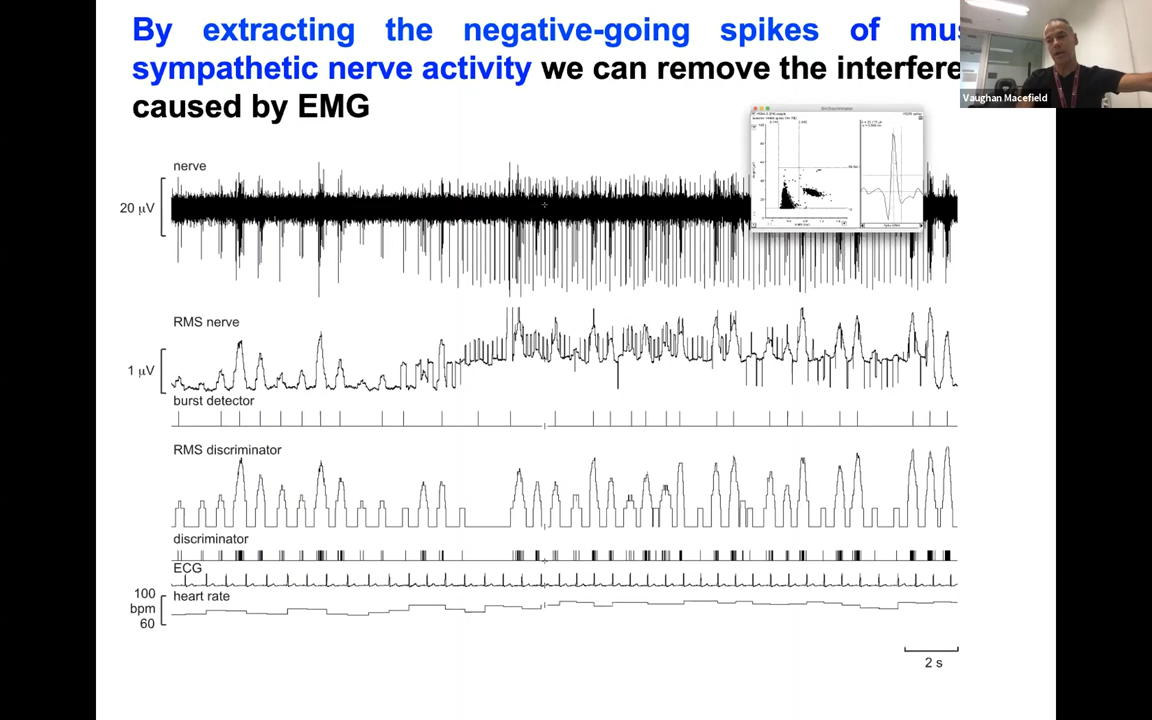 By extracting the negative-going spikes of mus
sympathetic nerve activity we can remove the interfere
caused by EMG
Vaughan Macefield
nerve
20 μV
RMS nerve
1 μV
burst detector
RMS discriminator
discriminator
ECG
100
heart rate
bpm
60
2 s